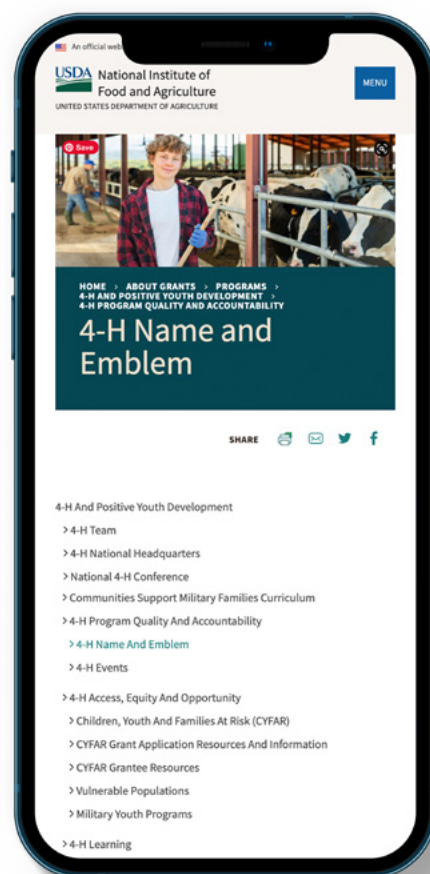 An official web
USDA National Institute of
Food and Agriculture
UNITED STATES DEPARTMENT OF AGRICULTURE
MENU
Save
HOME > ABOUT GRANTS > PROGRAMS >
4-H AND POSITIVE YOUTH DEVELOPMENT >
4-H PROGRAM QUALITY AND ACCOUNTABILITY
4-H Name and
Emblem
SHARE
4-H And Positive Youth Development
> 4-H Team
> 4-H National Headquarters
> National 4-H Conference
> Communities Support Military Families Curriculum
> 4-H Program Quality And Accountability
> 4-H Name And Emblem
> 4-H Events
> 4-H Access, Equity And Opportunity
> Children, Youth And Families At Risk (CYFAR)
> CYFAR Grant Application Resources And Information
> CYFAR Grantee Resources
> Vulnerable Populations
> Military Youth Programs
> 4-H Learning